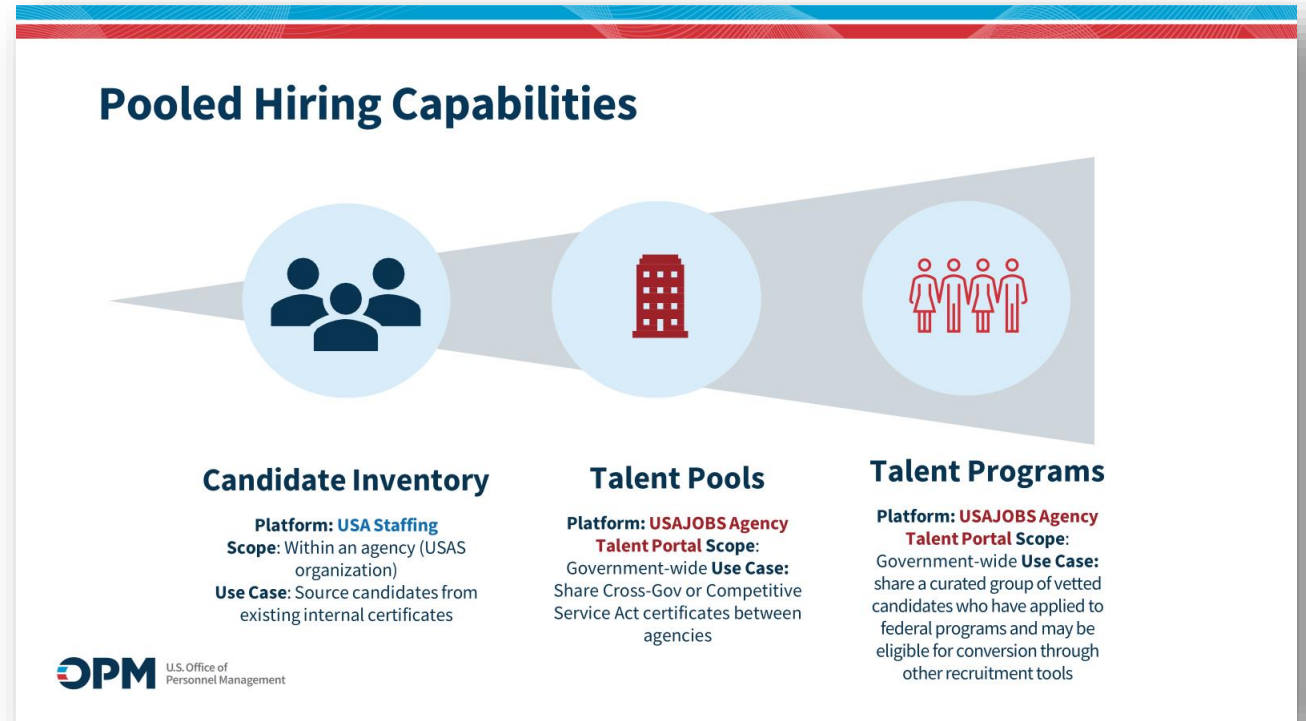 Pooled Hiring Capabilities
Candidate Inventory
Platform: USA Staffing
Scope: Within an agency (USAS
organization)
Use Case: Source candidates from
existing internal certificates
Talent Pools
Platform: USAJOBS Agency
Talent Portal Scope:
Government-wide Use Case:
Share Cross-Gov or Competitive
Service Act certificates between
agencies
Talent Programs
Platform: USAJOBS Agency
Talent Portal Scope:
Government-wide Use Case:
share a curated group of vetted
candidates who have applied to
federal programs and may be
eligible for conversion through
other recruitment tools
OPM
U.S. Office of
Personnel Management